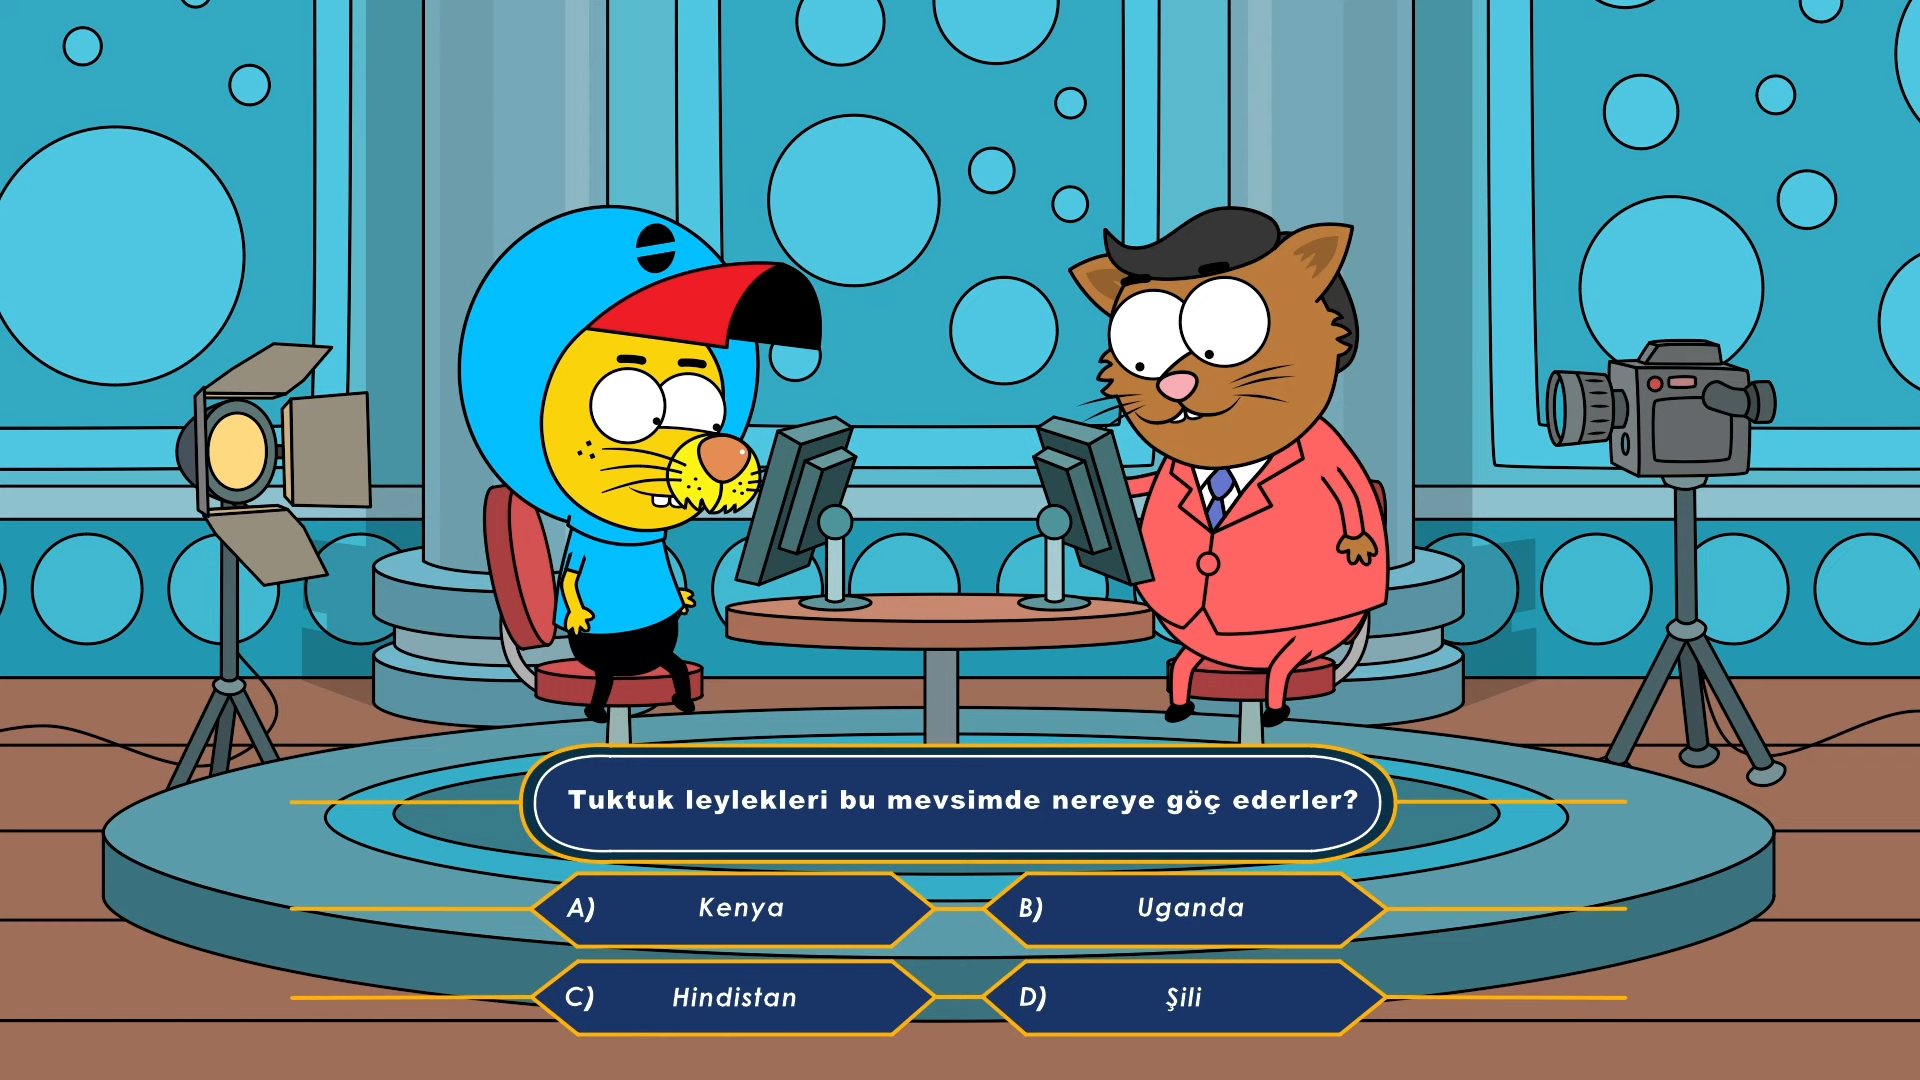 Tuktuk leylekleri bu mevsimde nereye göç ederler?
A) Kenya
B) Uganda
C) Hindistan
D) Şili